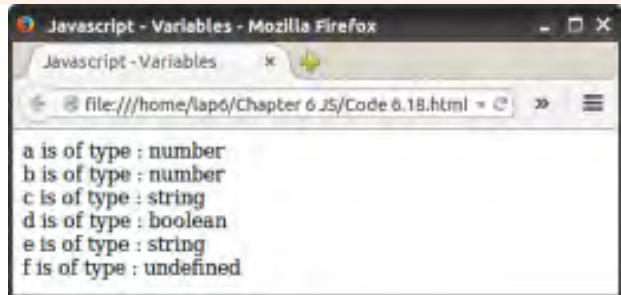 Javascript - Variables - Mozilla Firefox
Javascript - Variables
file:///home/lap6/Chapter 6 JS/Code 6.18.html
a is of type : number
b is of type : number
c is of type : string
d is of type : boolean
e is of type : string
f is of type : undefined